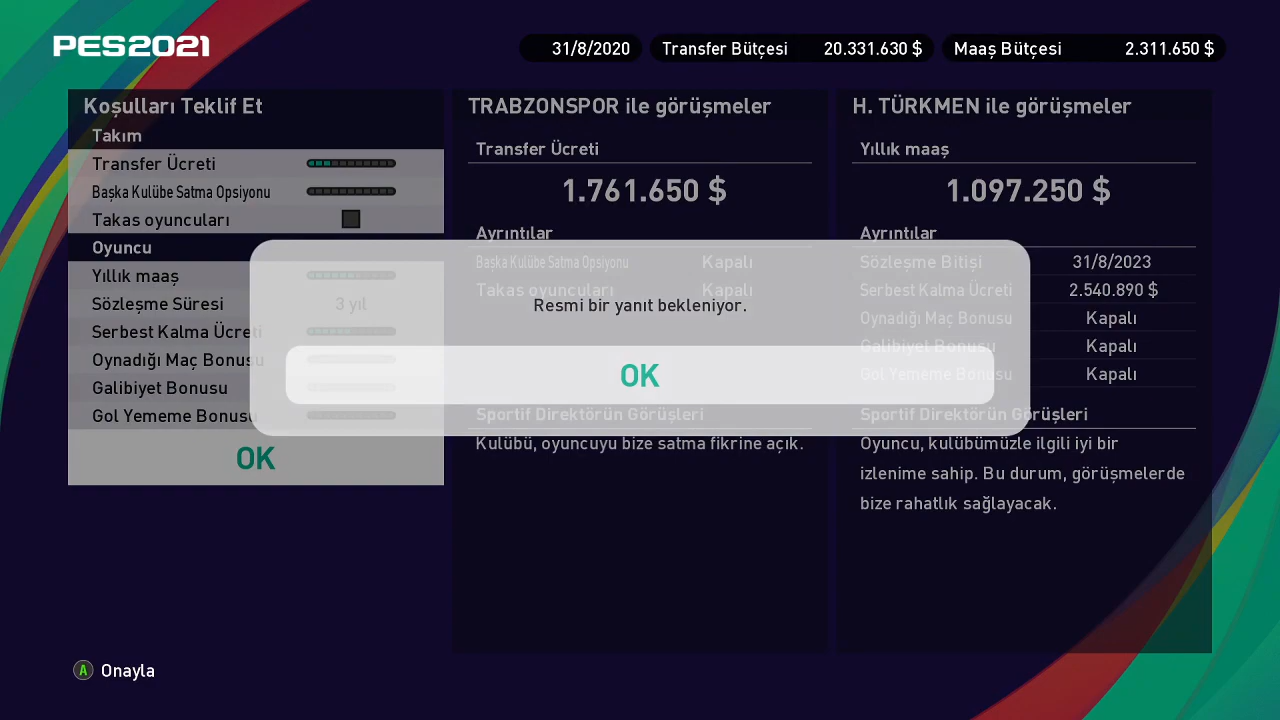 PES2021
31/8/2020
Transfer Bütçesi 20.331.630 $
Maaş Bütçesi 2.311.650 $
Koşulları Teklif Et
Takım
Transfer Ücreti
Başka Kulübe Satma Opsiyonu
Takas oyuncuları
Oyuncu
Yıllık maaş
Sözleşme Süresi 3 yıl
Serbest Kalma Ücreti
Oynadığı Maç Bonusu
Galibiyet Bonusu
Gol Yememe Bonusu
OK
TRABZONSPOR ile görüşmeler
Transfer Ücreti
1.761.650 $
Ayrıntılar
Başka Kulübe Satma Opsiyonu Kapalı
Takas oyuncuları Kapalı
Sportif Direktörün Görüşleri
Kulübü, oyuncuyu bize satma fikrine açık.
H. TÜRKMEN ile görüşmeler
Yıllık maaş
1.097.250 $
Ayrıntılar
Sözleşme Bitişi 31/8/2023
Serbest Kalma Ücreti 2.540.890 $
Oynadığı Maç Bonusu Kapalı
Galibiyet Bonusu Kapalı
Gol Yememe Bonusu Kapalı
Sportif Direktörün Görüşleri
Oyuncu, kulübümüzle ilgili iyi bir
izlenime sahip. Bu durum, görüşmelerde
bize rahatlık sağlayacak.
Resmi bir yanıt bekleniyor.
OK
A Onayla